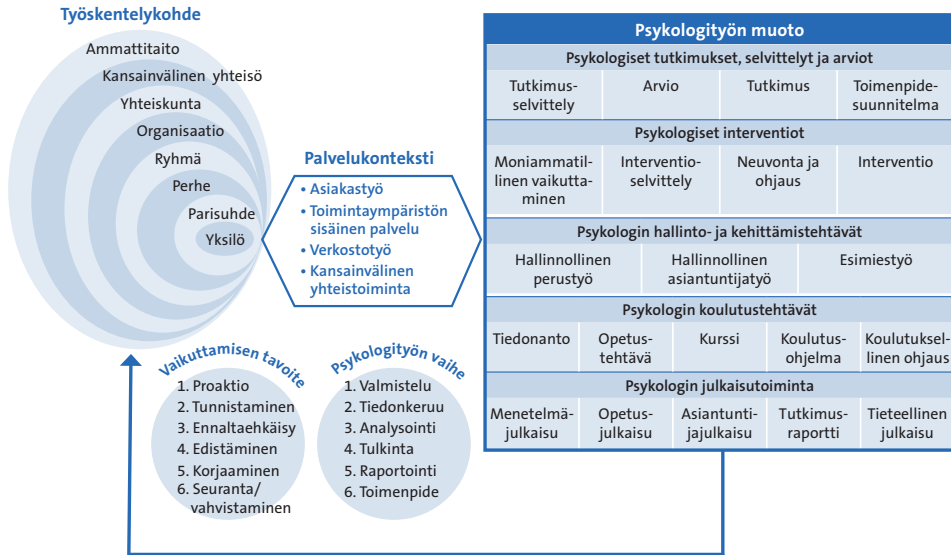 Työskentelykohde
Ammattitaito
Kansainvälinen yhteisö
Yhteiskunta
Organisaatio
Ryhmä
Perhe
Parisuhde
Yksilö
Palvelukonteksti
• Asiakastyö
• Toimintaympäristön
sisäinen palvelu
• Verkostotyö
• Kansainvälinen
yhteistoiminta
Vaikuttamisen tavoite
1. Proaktio
2. Tunnistaminen
3. Ennaltaehkäisy
4. Edistäminen
5. Korjaaminen
6. Seuranta/
vahvistaminen
Psykologityön vaihe
1. Valmistelu
2. Tiedonkeruu
3. Analysointi
4. Tulkinta
5. Raportointi
6. Toimenpide
Psykologityön muoto
Psykologiset tutkimukset, selvittelyt ja arviot
Tutkimus-
selvittely
Arvio
Tutkimus
Toimenpide-
suunnitelma
Psykologiset interventiot
Moniammatil-
linen vaikutta-
minen
Interventio-
selvittely
Neuvonta ja
ohjaus
Interventio
Psykologin hallinto- ja kehittämistehtävät
Hallinnollinen
perustyö
Hallinnollinen
asiantuntijatyö
Esimiestyö
Psykologin koulutustehtävät
Tiedonanto
Opetus-
tehtävä
Kurssi
Koulutus-
ohjelma
Koulutuksel-
linen ohjaus
Psykologin julkaisutoiminta
Menetelmä-
julkaisu
Opetus-
julkaisu
Asiantunti-
jajulkaisu
Tutkimus-
raportti
Tieteellinen
julkaisu